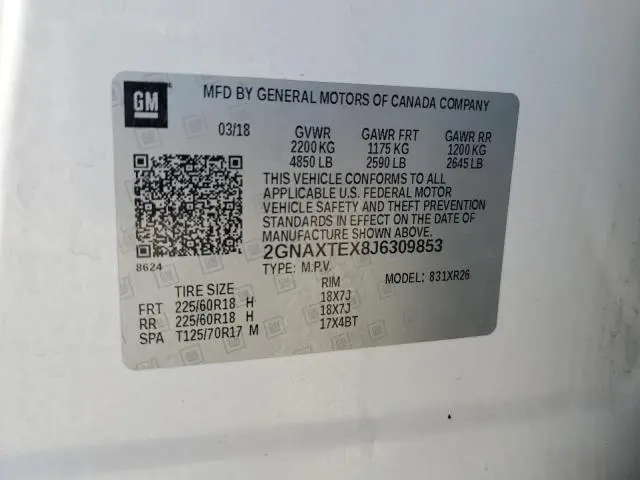 GM
MFD BY GENERAL MOTORS OF CANADA COMPANY
03/18 GVWR GAWR FRT GAWR RR
2200 KG 1175 KG 1200 KG
4850 LB 2590 LB 2645 LB
THIS VEHICLE CONFORMS TO ALL
APPLICABLE U.S. FEDERAL MOTOR
VEHICLE SAFETY AND THEFT PREVENTION
STANDARDS IN EFFECT ON THE DATE OF
MANUFACTURE SHOWN ABOVE.
2GNAXTEX8J6309853
8624
TYPE: M.P.V. MODEL: 831XR26
TIRE SIZE RIM
FRT 225/60R18 H 18X7J
RR 225/60R18 H 18X7J
SPA T125/70R17 M 17X4BT